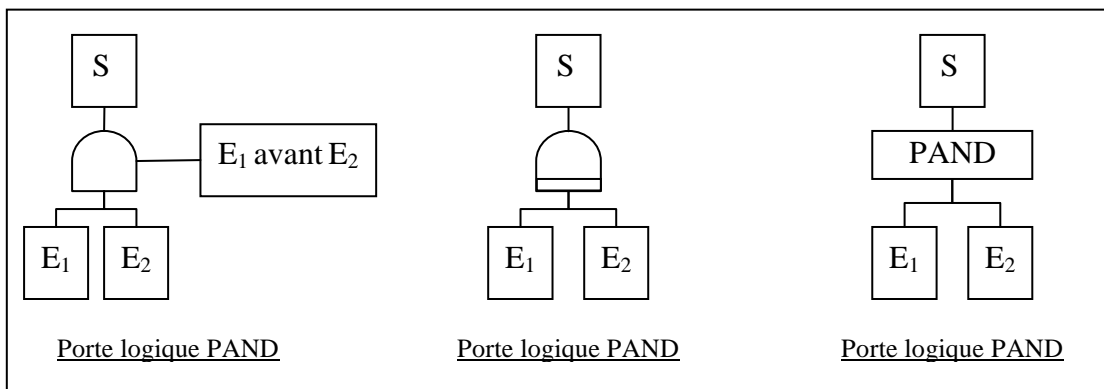 S
E₁ avant E₂
E₁ E₂
Porte logique PAND
S
E₁ E₂
Porte logique PAND
S
PAND
E₁ E₂
Porte logique PAND